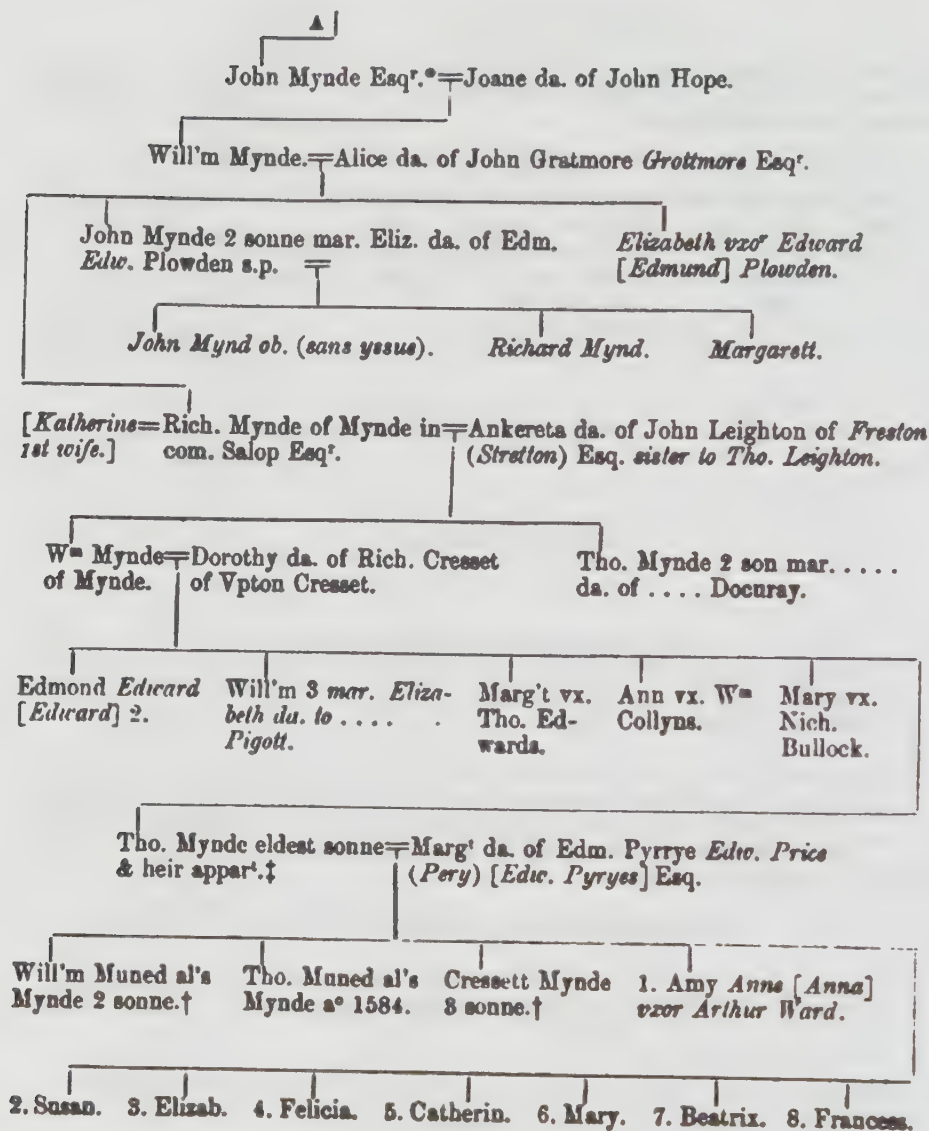 ▲
John Mynde Esqʳ.* = Joane da. of John Hope.
Will'm Mynde. = Alice da. of John Gratmore Grottmore Esqʳ.
John Mynde 2 sonne mar. Eliz. da. of Edm.
Edw. Plowden s.p. =
Elizabeth vxoʳ Edward
[Edmund] Plowden.
John Mynd ob. (sans yssue).
Richard Mynd.
Margarett.
[Katherine
1st wife.]
= Rich. Mynde of Mynde in
com. Salop Esqʳ.
= Ankereta da. of John Leighton of Freston
(Stretton) Esq. sister to Tho. Leighton.
Wᵐ Mynde
of Mynde.
= Dorothy da. of Rich. Cresset
of Vpton Cresset.
Tho. Mynde 2 son mar. . . . . .
da. of . . . . Docuray.
Edmond Edward
[Edward] 2.
Will'm 3 mar. Eliza-
beth da. to . . . . .
Pigott.
Marg't vx.
Tho. Ed-
wards.
Ann vx. Wᵐ
Collyns.
Mary vx.
Nich.
Bullock.
Tho. Mynde eldest sonne
& heir apparᵗ.‡
= Margᵗ da. of Edm. Pyrrye Edw. Price
(Pery) [Edw. Pyryes] Esq.
Will'm Muned al's
Mynde 2 sonne.†
Tho. Muned al's
Mynde aᵒ 1584.
Cressett Mynde
3 sonne.†
1. Amy Anne [Anna]
vxor Arthur Ward.
2. Susan. 3. Elizab. 4. Felicia. 5. Catherin. 6. Mary. 7. Beatrix. 8. Frances.